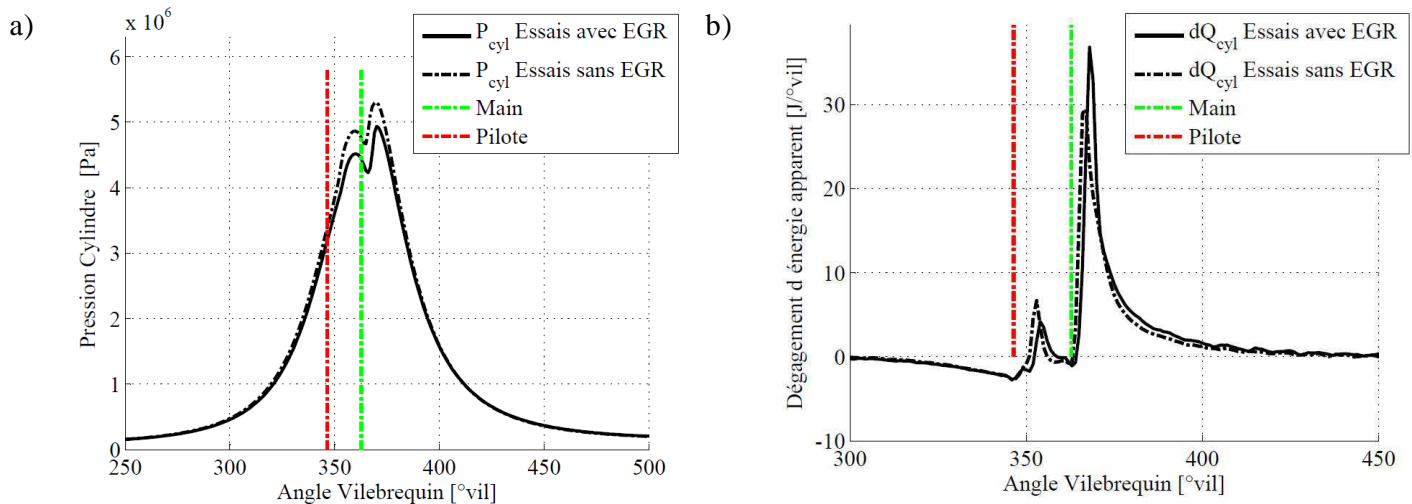 a)
x 10^6
Pression Cylindre [Pa]
6
5
4
3
2
1
0
250
300
350
400
450
500
Angle Vilebrequin [°vil]
P_cyl Essais avec EGR
P_cyl Essais sans EGR
Main
Pilote
b)
Dégagement d énergie apparent [J/°vil]
30
20
10
0
-10
300
350
400
450
Angle Vilebrequin [°vil]
dQ_cyl Essais avec EGR
dQ_cyl Essais sans EGR
Main
Pilote